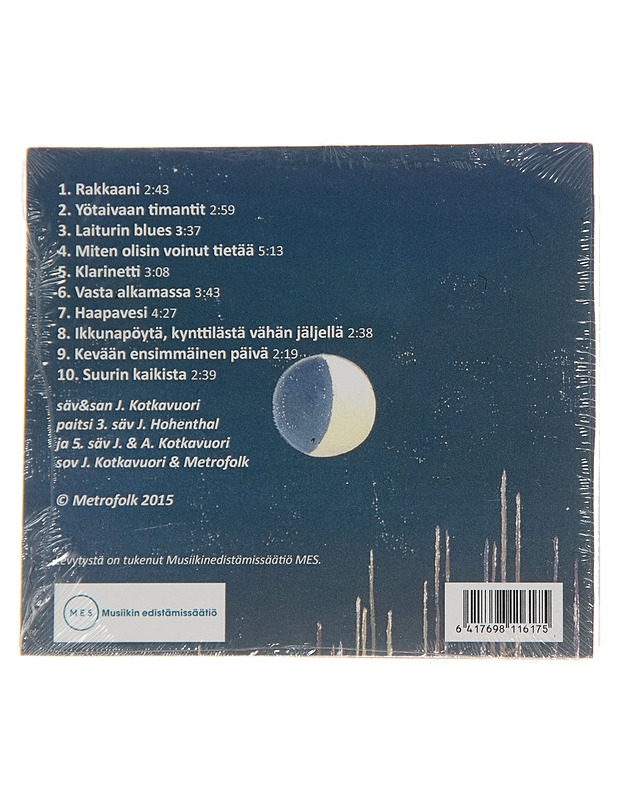 1. Rakkaani 2:43
2. Yötaivaan timantit 2:59
3. Laiturin blues 3:37
4. Miten olisin voinut tietää 5:13
5. Klarinetti 3:08
6. Vasta alkamassa 3:43
7. Haapavesi 4:27
8. Ikkunapöytä, kynttilästä vähän jäljellä 2:38
9. Kevään ensimmäinen päivä 2:19
10. Suurin kaikista 2:39
säv&san J. Kotkavuori
paitsi 3. säv J. Hohenthal
ja 5. säv J. & A. Kotkavuori
sov J. Kotkavuori & Metrofolk
© Metrofolk 2015
Levytystä on tukenut Musiikinedistämissäätiö MES.
M.E.S. Musiikin edistämissäätiö
6 417698 116175